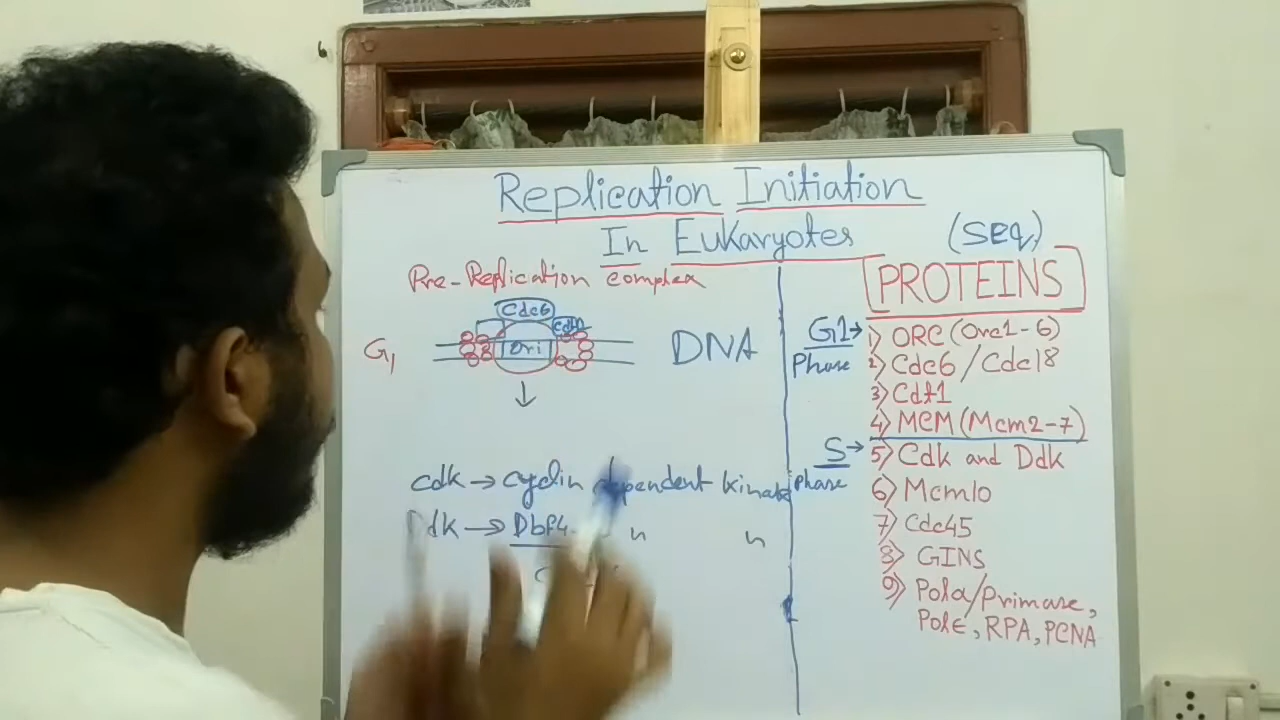 Replication Initiation
In Eukaryotes
(seq)
Pre-Replication complex
Cdc6
Cdt1
G1
Ori
DNA
cdk → cyclin dependent kinase
Ddk → Dbf4-
n n
PROTEINS
G1 → Phase
1) ORC (Orc1-6)
2) Cdc6/Cdc18
3) Cdt1
4) MCM (Mcm2-7)
S → phase
5) Cdk and Ddk
6) Mcm10
7) Cdc45
8) GINS
9) Polα/Primase,
Polε, RPA, PCNA